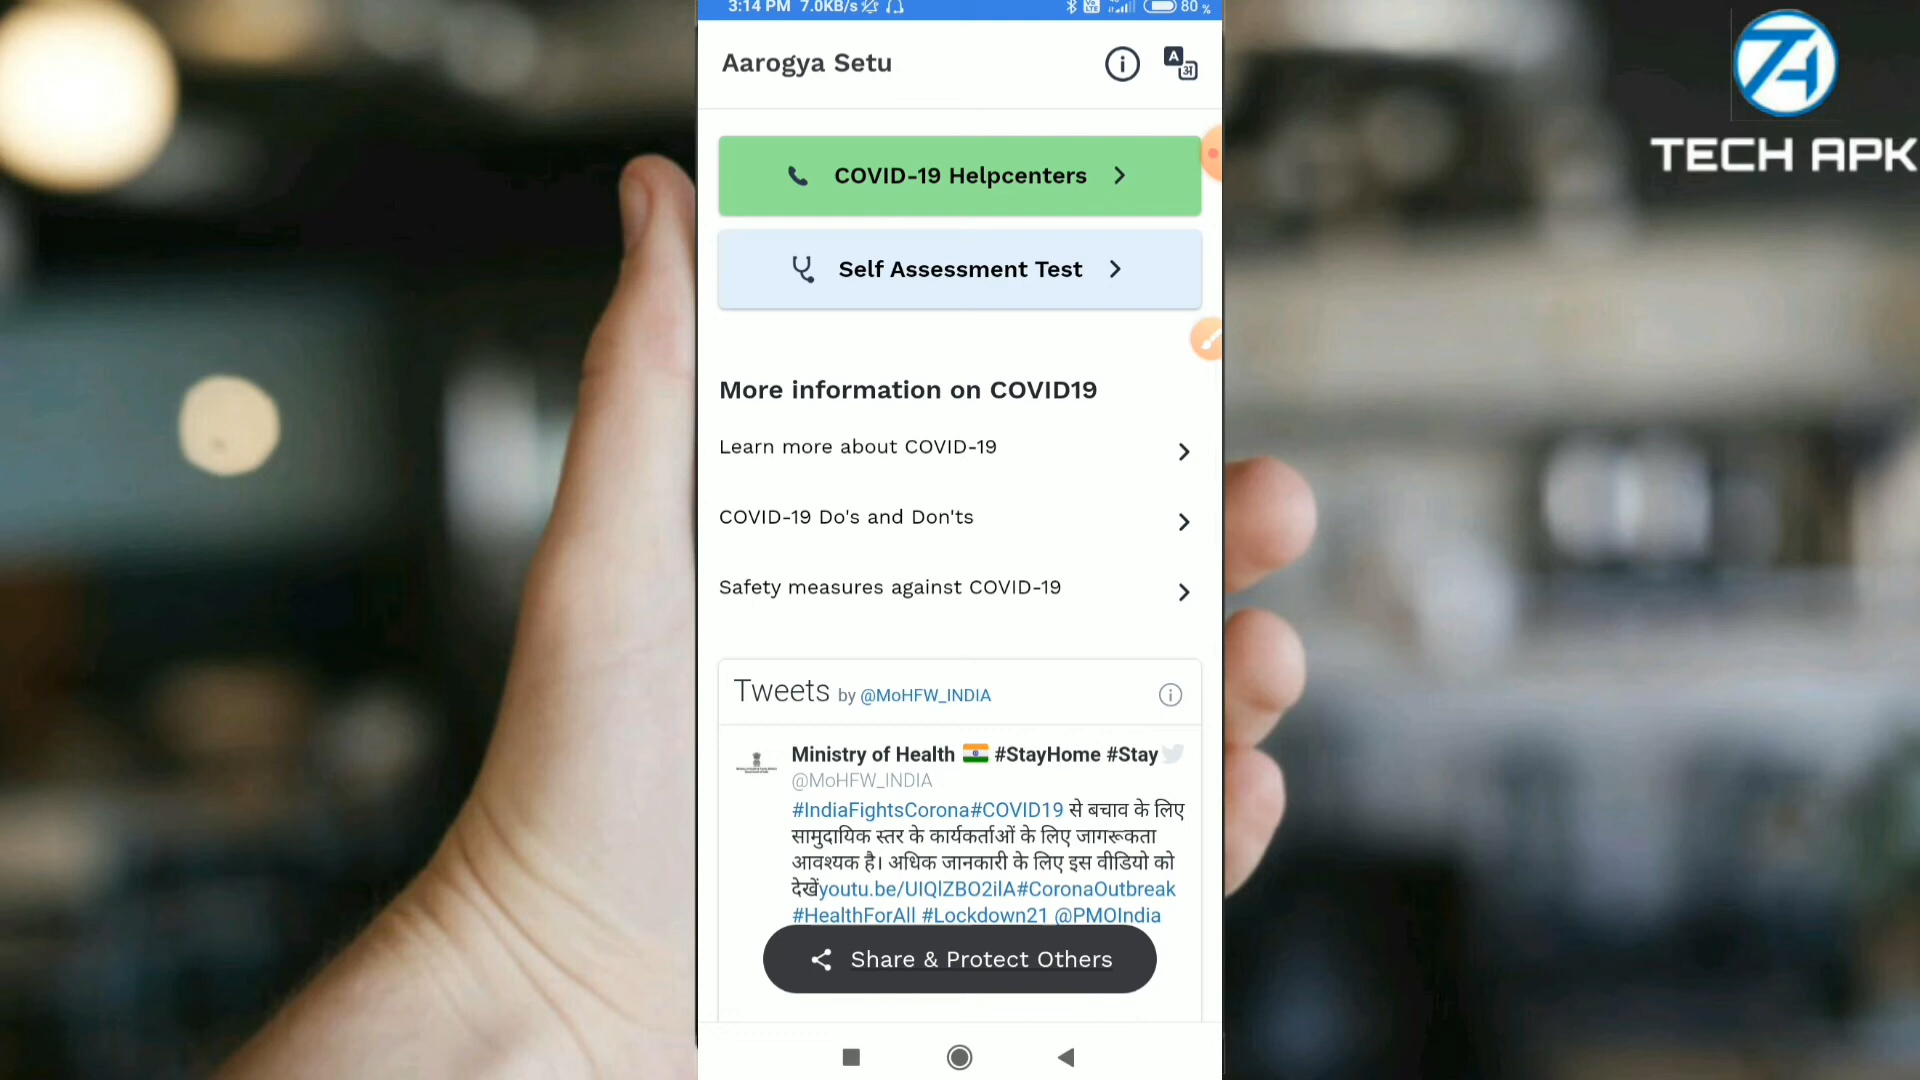 3:14 PM 7.0KB/s 80 %
TECH APK
Aarogya Setu
COVID-19 Helpcenters
Self Assessment Test
More information on COVID19
Learn more about COVID-19
COVID-19 Do's and Don'ts
Safety measures against COVID-19
Tweets by @MoHFW_INDIA
Ministry of Health 🇮🇳 #StayHome #Stay
@MoHFW_INDIA
#IndiaFightsCorona#COVID19 से बचाव के लिए
सामुदायिक स्तर के कार्यकर्ताओं के लिए जागरूकता
आवश्यक है। अधिक जानकारी के लिए इस वीडियो को
देखेंyoutu.be/UIQlZBO2ilA#CoronaOutbreak
#HealthForAll #Lockdown21 @PMOIndia
Share & Protect Others